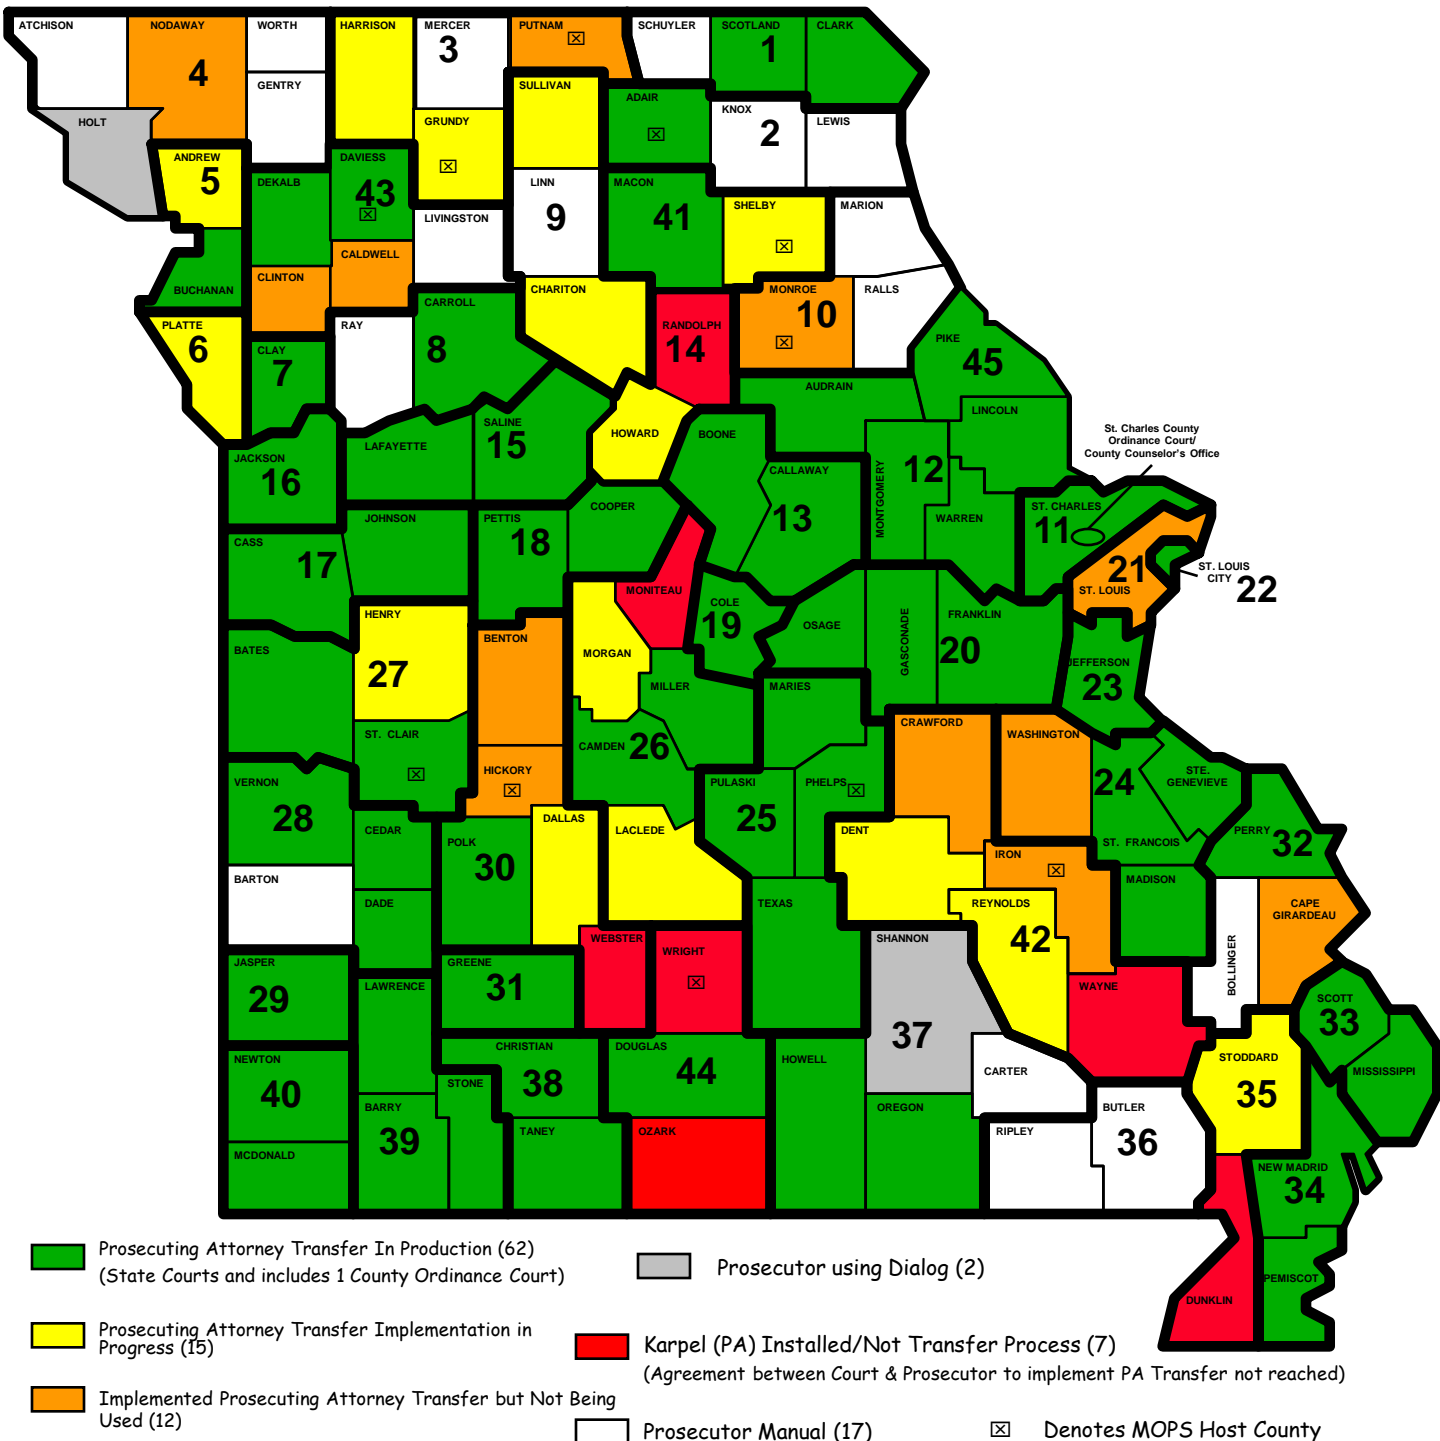 ATCHISON
NODAWAY
WORTH
HARRISON
MERCER
PUTNAM
SCHUYLER
SCOTLAND
CLARK
3
1
4
GENTRY
SULLIVAN
ADAIR
KNOX
LEWIS
HOLT
GRUNDY
2
ANDREW
5
DAVIESS
43
DEKALB
LINN
9
MACON
41
SHELBY
MARION
LIVINGSTON
CALDWELL
CLINTON
BUCHANAN
CARROLL
CHARITON
MONROE
10
RALLS
PLATTE
6
RAY
8
RANDOLPH
14
PIKE
45
CLAY
7
AUDRAIN
LINCOLN
SALINE
15
HOWARD
BOONE
St. Charles County
Ordinance Court/
County Counselor's Office
LAFAYETTE
JACKSON
16
CALLAWAY
13
MONTGOMERY
12
COOPER
ST. CHARLES
11
JOHNSON
PETTIS
18
WARREN
CASS
17
21
ST. LOUIS
ST. LOUIS
CITY
22
MONITEAU
COLE
19
HENRY
27
OSAGE
GASCONADE
FRANKLIN
20
BENTON
BATES
MORGAN
JEFFERSON
23
MILLER
MARIES
ST. CLAIR
CAMDEN
26
CRAWFORD
WASHINGTON
HICKORY
VERNON
28
PULASKI
25
PHELPS
24
STE.
GENEVIEVE
DALLAS
CEDAR
LACLEDE
DENT
POLK
30
ST. FRANCOIS
PERRY
32
IRON
BARTON
MADISON
DADE
TEXAS
REYNOLDS
42
CAPE
GIRARDEAU
WEBSTER
WRIGHT
SHANNON
37
BOLLINGER
JASPER
29
GREENE
31
LAWRENCE
WAYNE
SCOTT
33
NEWTON
40
CHRISTIAN
38
DOUGLAS
44
HOWELL
STODDARD
35
CARTER
MISSISSIPPI
STONE
BARRY
39
OREGON
BUTLER
36
TANEY
OZARK
RIPLEY
MCDONALD
NEW MADRID
34
PEMISCOT
DUNKLIN
Prosecuting Attorney Transfer In Production (62)
(State Courts and includes 1 County Ordinance Court)
Prosecutor using Dialog (2)
Prosecuting Attorney Transfer Implementation in
Progress (15)
Karpel (PA) Installed/Not Transfer Process (7)
(Agreement between Court & Prosecutor to implement PA Transfer not reached)
Implemented Prosecuting Attorney Transfer but Not Being
Used (12)
Prosecutor Manual (17)
Denotes MOPS Host County